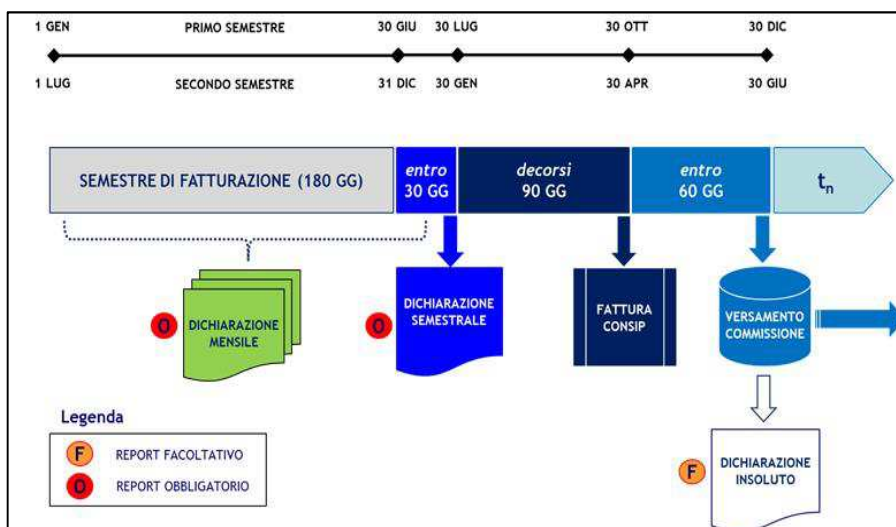 1 GEN PRIMO SEMESTRE 30 GIU 30 LUG 30 OTT 30 DIC
1 LUG SECONDO SEMESTRE 31 DIC 30 GEN 30 APR 30 GIU
SEMESTRE DI FATTURAZIONE (180 GG)
entro
30 GG
decorsi
90 GG
entro
60 GG
tn
O
DICHIARAZIONE
MENSILE
O
DICHIARAZIONE
SEMESTRALE
FATTURA
CONSIP
VERSAMENTO
COMMISSIONE
Legenda
F REPORT FACOLTATIVO
O REPORT OBBLIGATORIO
F
DICHIARAZIONE
INSOLUTO